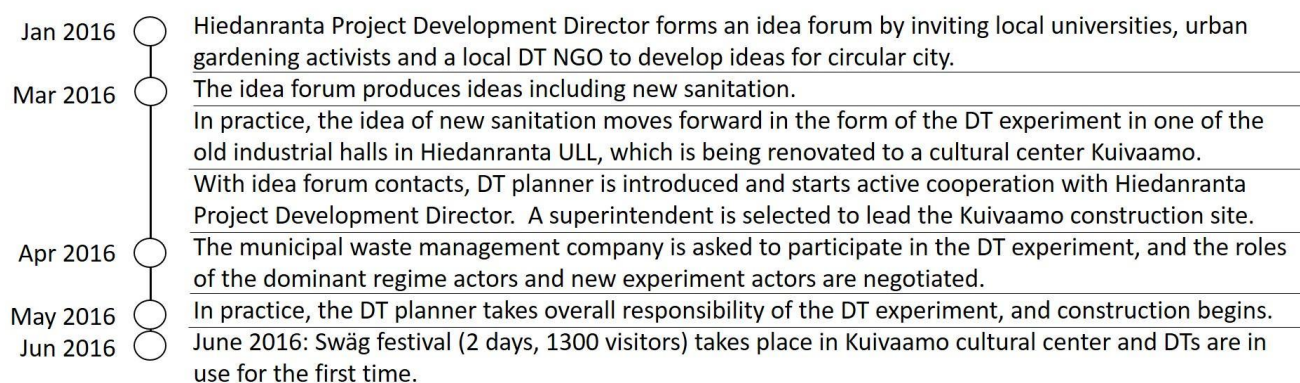 Jan 2016
Hiedanranta Project Development Director forms an idea forum by inviting local universities, urban
gardening activists and a local DT NGO to develop ideas for circular city.
Mar 2016
The idea forum produces ideas including new sanitation.
In practice, the idea of new sanitation moves forward in the form of the DT experiment in one of the
old industrial halls in Hiedanranta ULL, which is being renovated to a cultural center Kuivaamo.
With idea forum contacts, DT planner is introduced and starts active cooperation with Hiedanranta
Project Development Director.  A superintendent is selected to lead the Kuivaamo construction site.
Apr 2016
The municipal waste management company is asked to participate in the DT experiment, and the roles
of the dominant regime actors and new experiment actors are negotiated.
May 2016
In practice, the DT planner takes overall responsibility of the DT experiment, and construction begins.
Jun 2016
June 2016: Swäg festival (2 days, 1300 visitors) takes place in Kuivaamo cultural center and DTs are in
use for the first time.